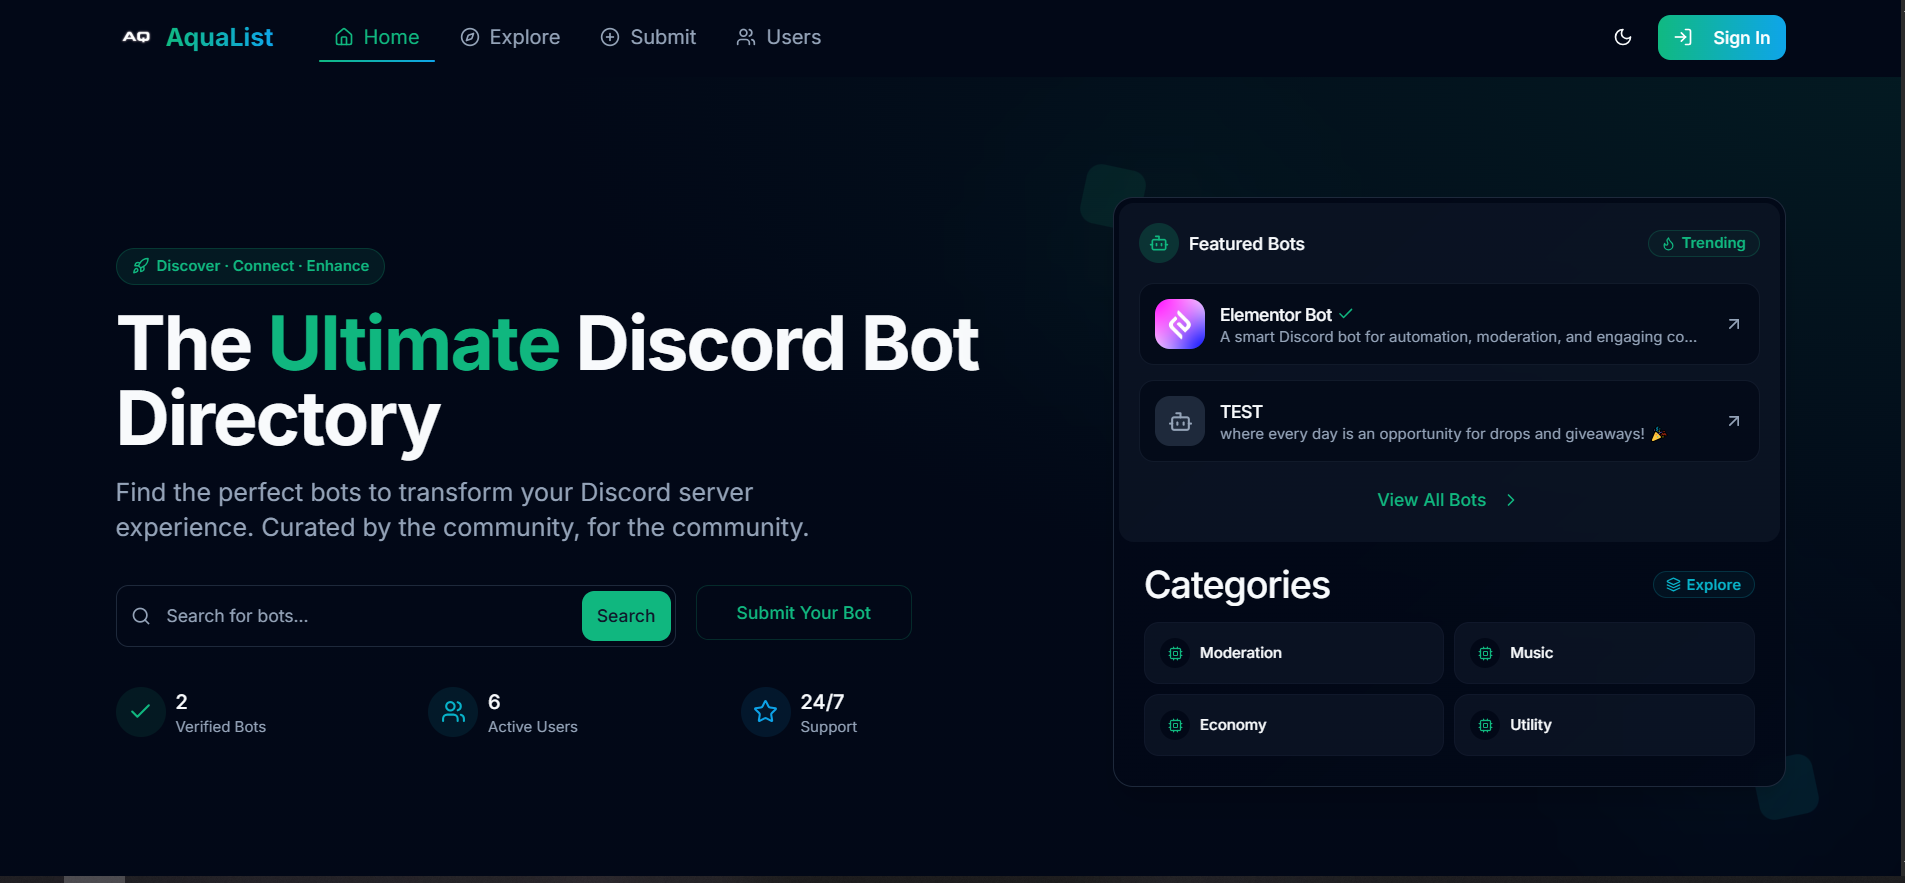 AQ AquaList Home Explore Submit Users Sign In
Discover · Connect · Enhance
The Ultimate Discord Bot
Directory
Find the perfect bots to transform your Discord server
experience. Curated by the community, for the community.
Search for bots... Search Submit Your Bot
2
Verified Bots
6
Active Users
24/7
Support
Featured Bots Trending
Elementor Bot
A smart Discord bot for automation, moderation, and engaging co...
TEST
where every day is an opportunity for drops and giveaways! 🎉
View All Bots
Categories Explore
Moderation Music
Economy Utility